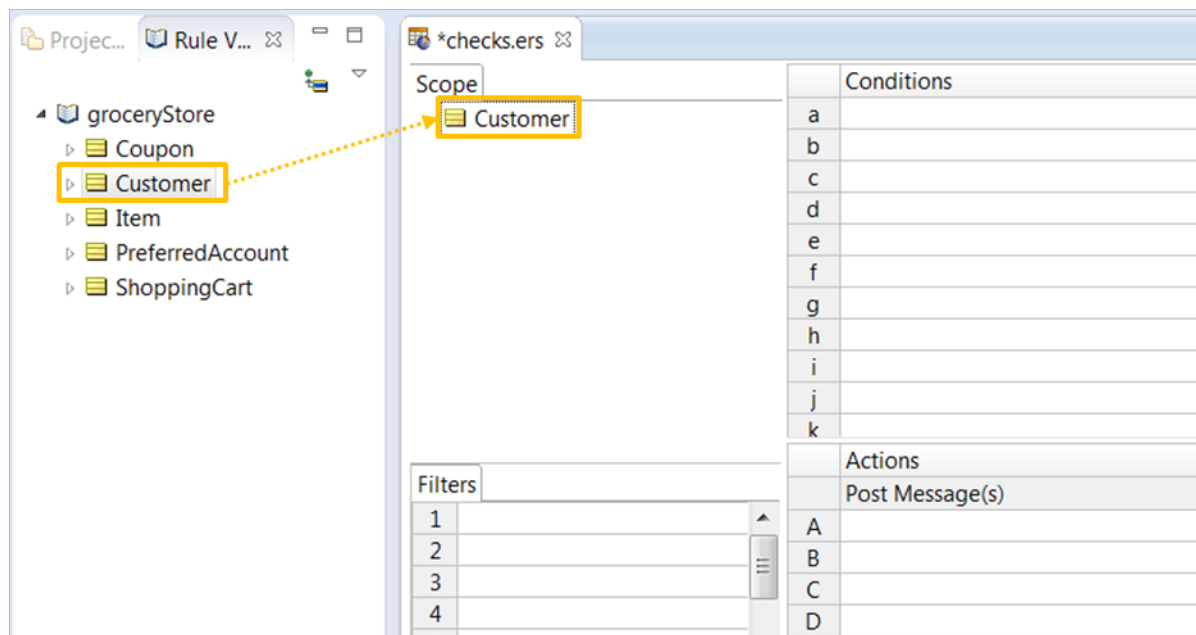 Projec...
Rule V...
groceryStore
Coupon
Customer
Item
PreferredAccount
ShoppingCart
*checks.ers
Scope
Customer
Filters
1
2
3
4
Conditions
a
b
c
d
e
f
g
h
i
j
k
Actions
Post Message(s)
A
B
C
D